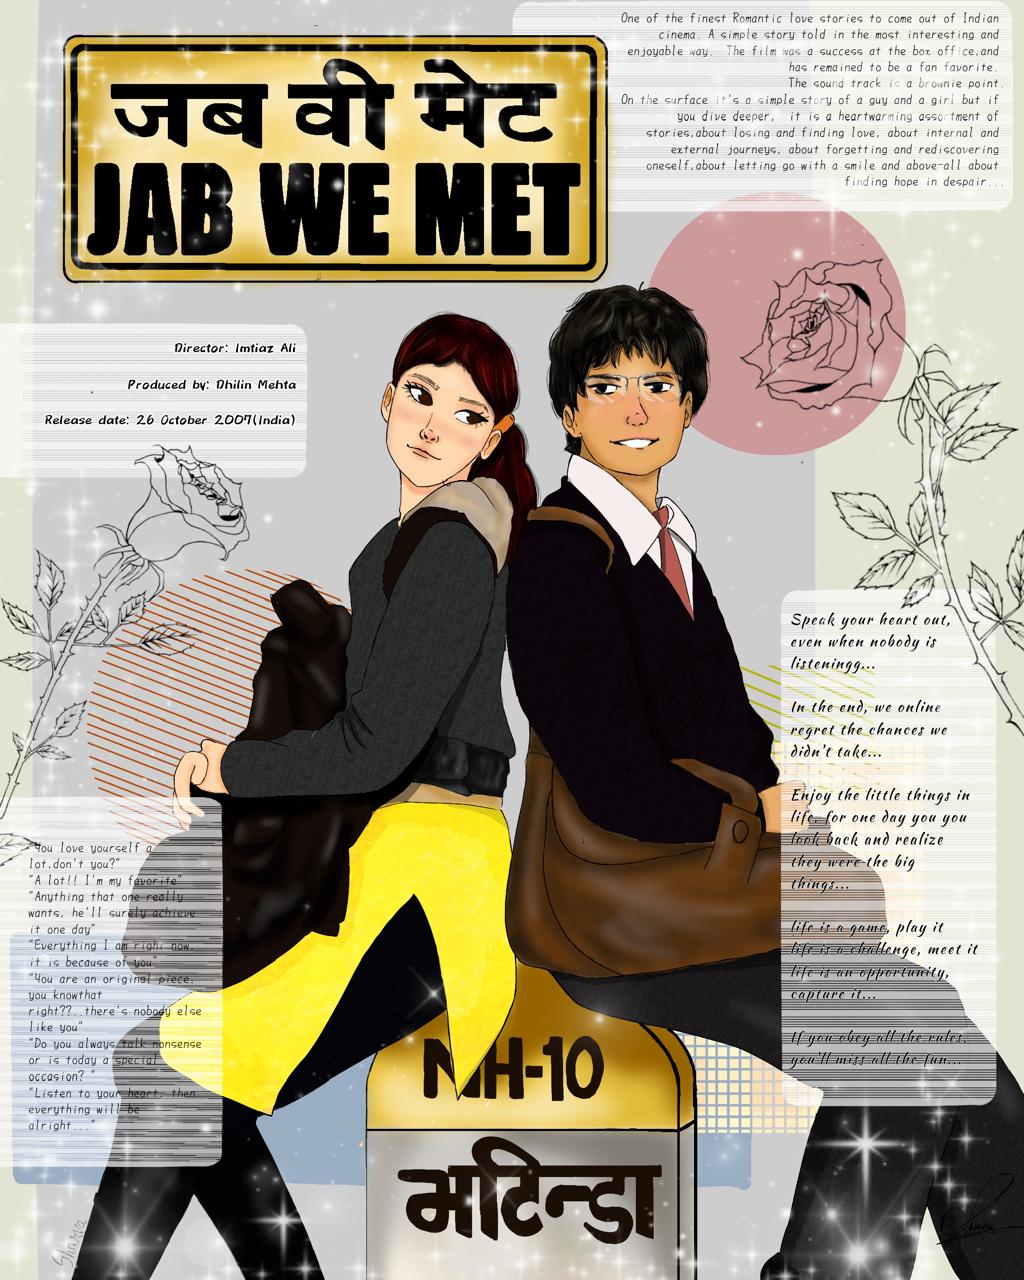 जब वी मेट
JAB WE MET
One of the finest Romantic love stories to come out of Indian
cinema. A simple story told in the most interesting and
enjoyable way. The film was a success at the box office,and
has remained to be a fan favorite.
The sound track is a brownie point.
On the surface it's a simple story of a guy and a girl but if
you dive deeper, it is a heartwarming assortment of
stories,about losing and finding love, about internal and
external journeys, about forgetting and rediscovering
oneself,about letting go with a smile and above-all about
finding hope in despair...
Director: Imtiaz Ali
Produced by: Dhilin Mehta
Release date: 26 October 2007(India)
Speak your heart out,
even when nobody is
listeningg...
In the end, we online
regret the chances we
didn't take...
Enjoy the little things in
life, for one day you you
look back and realize
they were the big
things...
life is a game, play it
life is a challenge, meet it
life is an opportunity,
capture it...
If you obey all the rules,
you'll miss all the fun...
"You love yourself a
lot,don't you?"
"A lot!! I'm my favorite"
"Anything that one really
wants, he'll surely achieve
it one day"
"Everything I am right now,
it is because of you"
"You are an original piece,
you knowthat
right??..there's nobody else
like you"
"Do you always talk nonsense
or is today a special
occasion? "
"Listen to your heart, then
everything will be
alright..."
NH-10
भटिन्डा